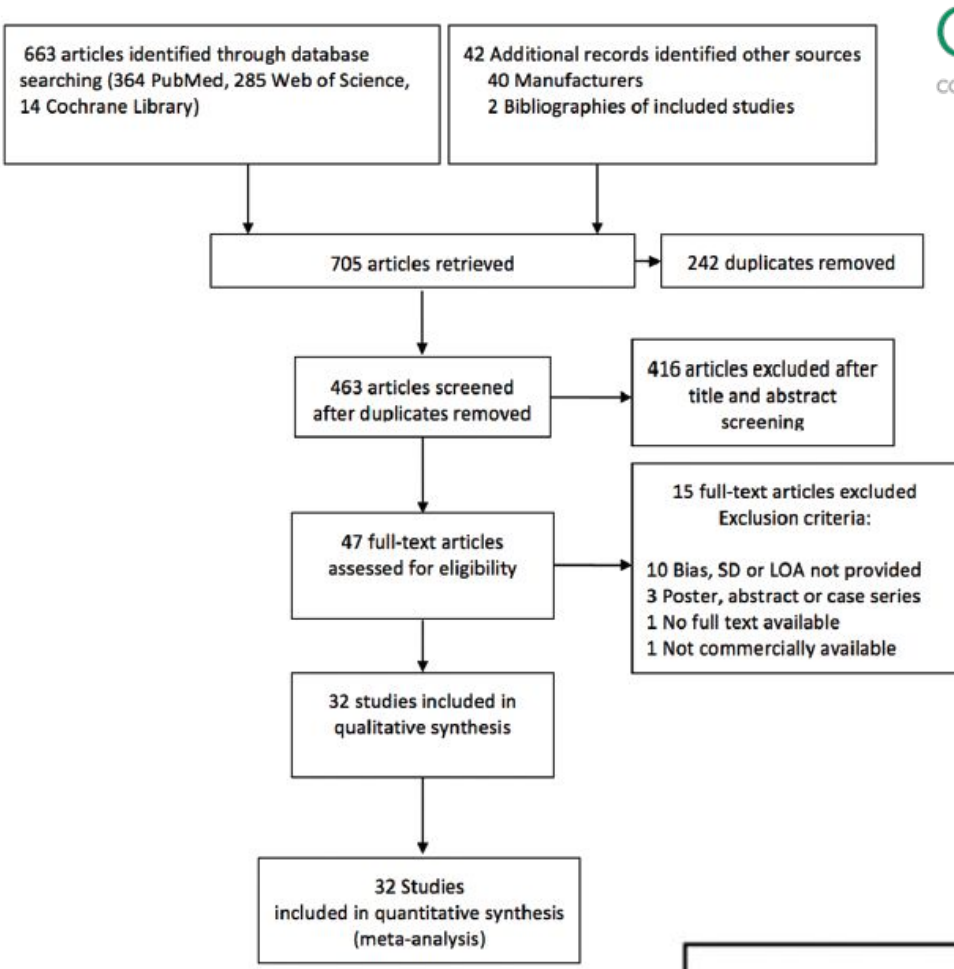 663 articles identified through database
searching (364 PubMed, 285 Web of Science,
14 Cochrane Library)
42 Additional records identified other sources
40 Manufacturers
2 Bibliographies of included studies
705 articles retrieved
242 duplicates removed
463 articles screened
after duplicates removed
416 articles excluded after
title and abstract
screening
47 full-text articles
assessed for eligibility
15 full-text articles excluded
Exclusion criteria:
10 Bias, SD or LOA not provided
3 Poster, abstract or case series
1 No full text available
1 Not commercially available
32 studies included in
qualitative synthesis
32 Studies
included in quantitative synthesis
(meta-analysis)